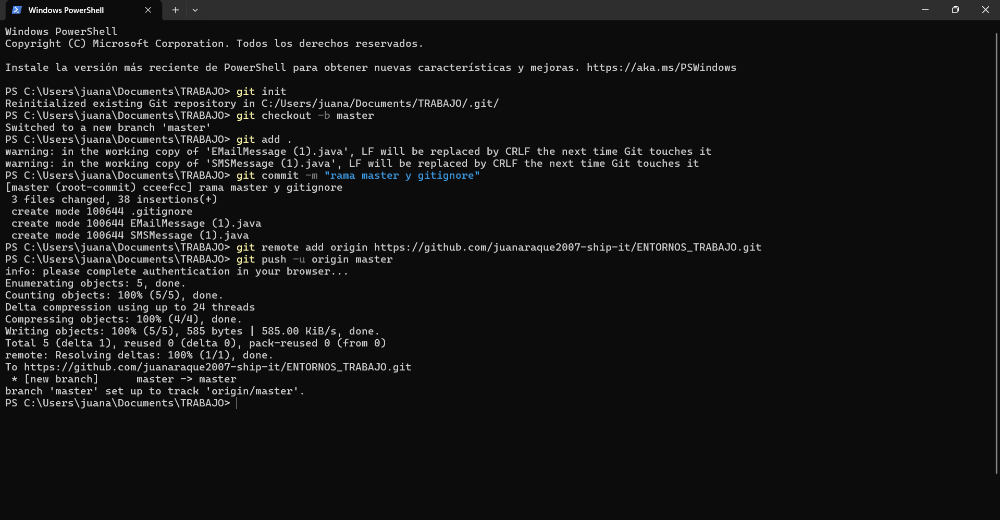 Windows PowerShell
Windows PowerShell
Copyright (C) Microsoft Corporation. Todos los derechos reservados.
Instale la versión más reciente de PowerShell para obtener nuevas características y mejoras. https://aka.ms/PSWindows
PS C:\Users\juana\Documents\TRABAJO> git init
Reinitialized existing Git repository in C:/Users/juana/Documents/TRABAJO/.git/
PS C:\Users\juana\Documents\TRABAJO> git checkout -b master
Switched to a new branch 'master'
PS C:\Users\juana\Documents\TRABAJO> git add .
warning: in the working copy of 'EMailMessage (1).java', LF will be replaced by CRLF the next time Git touches it
warning: in the working copy of 'SMSMessage (1).java', LF will be replaced by CRLF the next time Git touches it
PS C:\Users\juana\Documents\TRABAJO> git commit -m "rama master y gitignore"
[master (root-commit) cceefcc] rama master y gitignore
 3 files changed, 38 insertions(+)
 create mode 100644 .gitignore
 create mode 100644 EMailMessage (1).java
 create mode 100644 SMSMessage (1).java
PS C:\Users\juana\Documents\TRABAJO> git remote add origin https://github.com/juanaraque2007-ship-it/ENTORNOS_TRABAJO.git
PS C:\Users\juana\Documents\TRABAJO> git push -u origin master
info: please complete authentication in your browser...
Enumerating objects: 5, done.
Counting objects: 100% (5/5), done.
Delta compression using up to 24 threads
Compressing objects: 100% (4/4), done.
Writing objects: 100% (5/5), 585 bytes | 585.00 KiB/s, done.
Total 5 (delta 1), reused 0 (delta 0), pack-reused 0 (from 0)
remote: Resolving deltas: 100% (1/1), done.
To https://github.com/juanaraque2007-ship-it/ENTORNOS_TRABAJO.git
 * [new branch]      master -> master
branch 'master' set up to track 'origin/master'.
PS C:\Users\juana\Documents\TRABAJO>